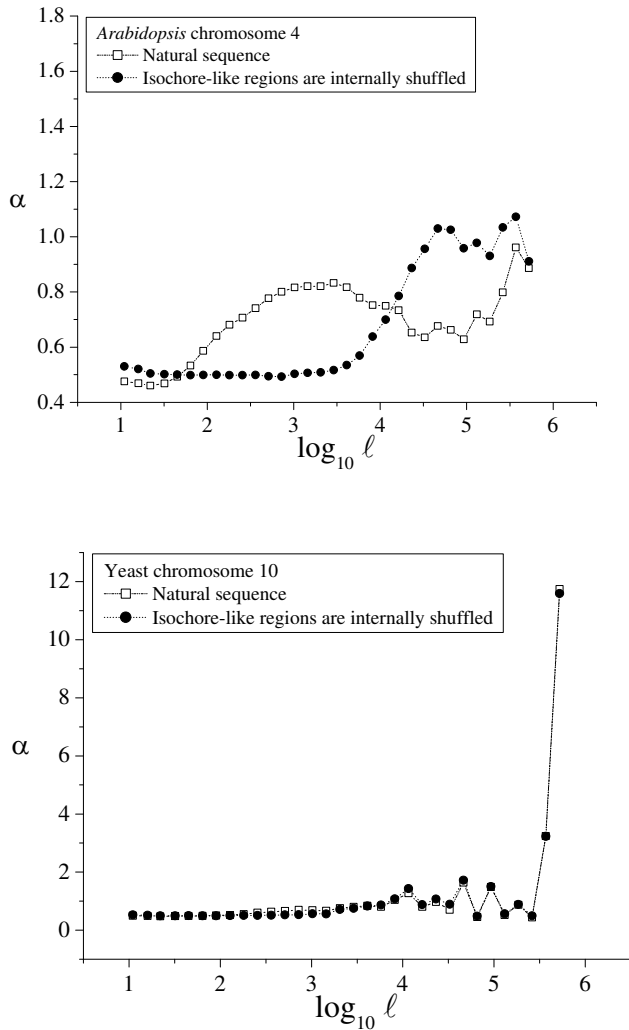 1.8
Arabidopsis chromosome 4
Natural sequence
Isochore-like regions are internally shuffled
1.6
1.4
1.2
α
1.0
0.8
0.6
0.4
1 2 3 4 5 6
log₁₀ ℓ
Yeast chromosome 10
Natural sequence
Isochore-like regions are internally shuffled
12
10
8
α
6
4
2
0
1 2 3 4 5 6
log₁₀ ℓ